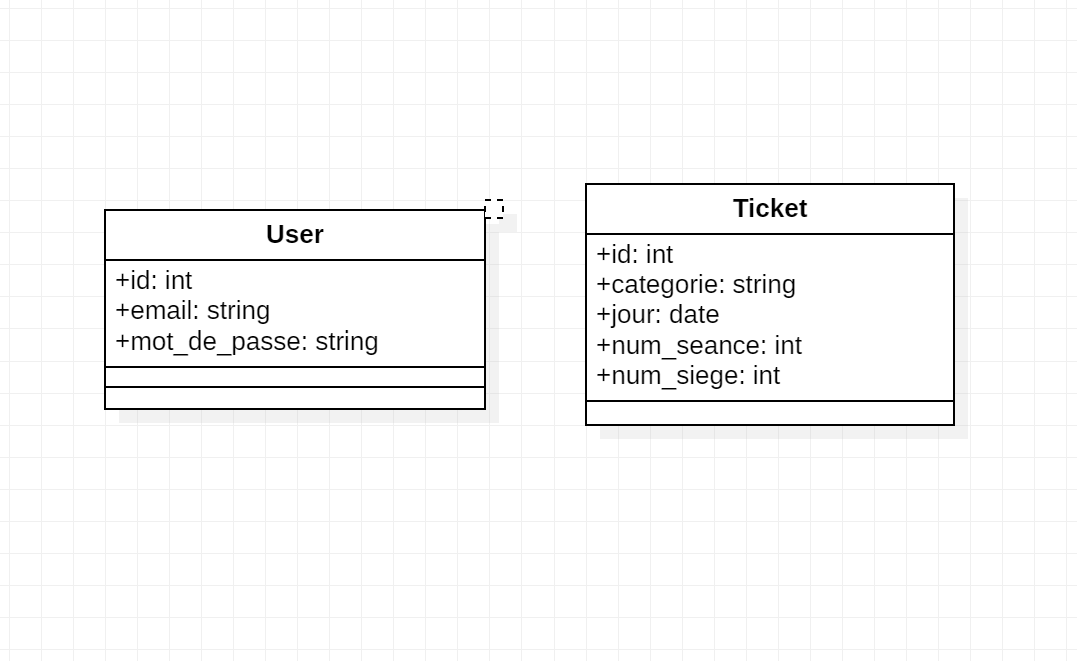 User
+id: int
+email: string
+mot_de_passe: string
Ticket
+id: int
+categorie: string
+jour: date
+num_seance: int
+num_siege: int